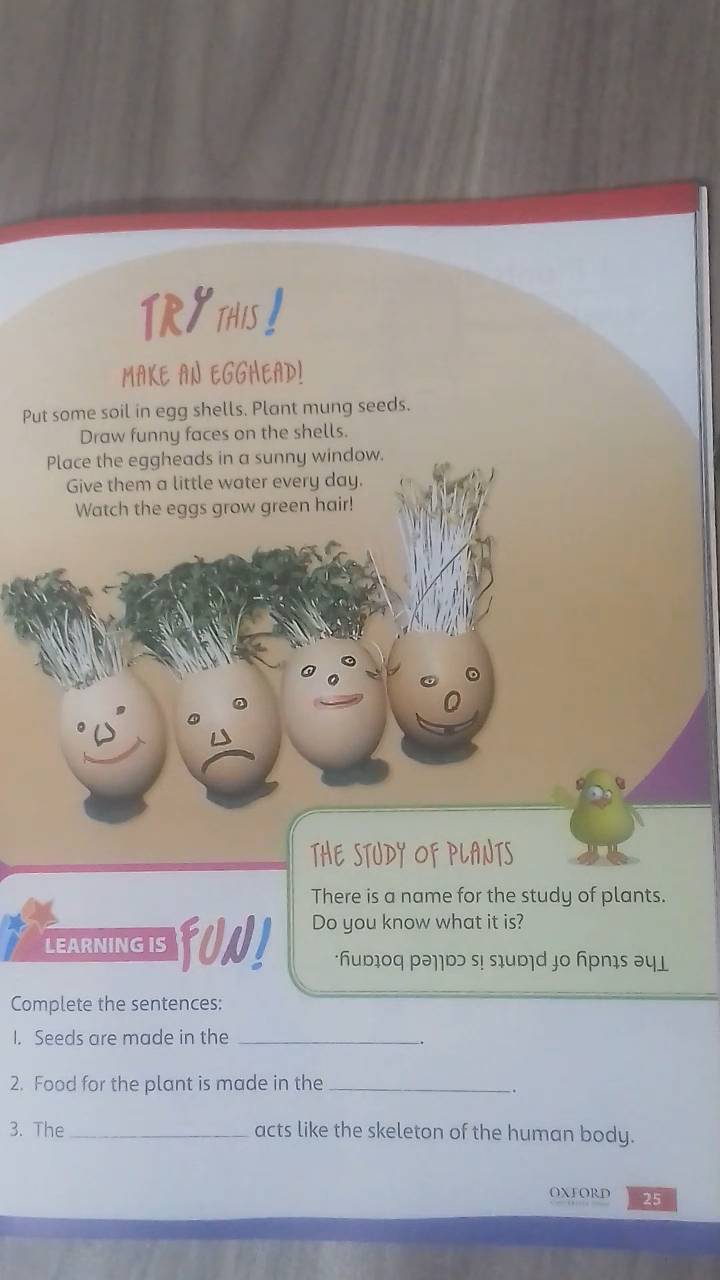 TRY THIS!
MAKE AN EGGHEAD!
Put some soil in egg shells. Plant mung seeds.
Draw funny faces on the shells.
Place the eggheads in a sunny window.
Give them a little water every day.
Watch the eggs grow green hair!
THE STUDY OF PLANTS
There is a name for the study of plants.
Do you know what it is?
The study of plants is called botany.
LEARNING IS FUN!
Complete the sentences:
1. Seeds are made in the ____________________.
2. Food for the plant is made in the ____________________.
3. The ____________________ acts like the skeleton of the human body.
OXFORD
25